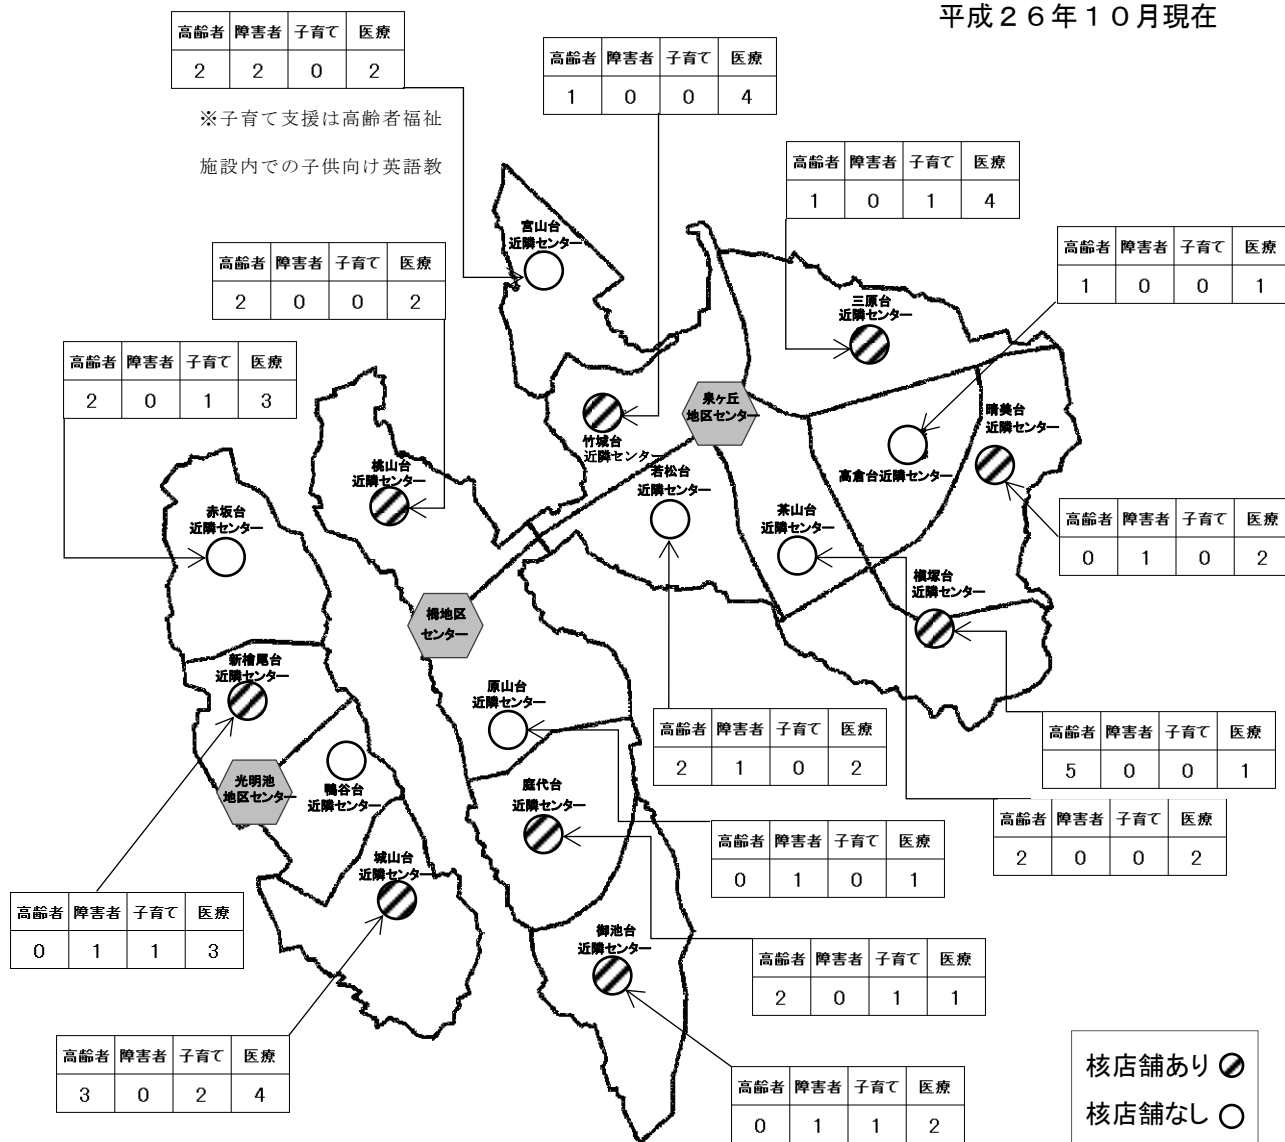 平成２６年１０月現在
高齢者 障害者 子育て 医療
2 2 0 2
※子育て支援は高齢者福祉
施設内での子供向け英語教
高齢者 障害者 子育て 医療
1 0 0 4
高齢者 障害者 子育て 医療
1 0 1 4
高齢者 障害者 子育て 医療
1 0 0 1
高齢者 障害者 子育て 医療
2 0 0 2
高齢者 障害者 子育て 医療
2 0 1 3
宮山台
近隣センター
三原台
近隣センター
泉ヶ丘
地区センター
竹城台
近隣センター
晴美台
近隣センター
高倉台近隣センター
桃山台
近隣センター
若松台
近隣センター
赤坂台
近隣センター
茶山台
近隣センター
高齢者 障害者 子育て 医療
0 1 0 2
槇塚台
近隣センター
栂地区
センター
新檜尾台
近隣センター
原山台
近隣センター
高齢者 障害者 子育て 医療
2 1 0 2
高齢者 障害者 子育て 医療
5 0 0 1
光明池
地区センター
鴨谷台
近隣センター
庭代台
近隣センター
高齢者 障害者 子育て 医療
2 0 0 2
高齢者 障害者 子育て 医療
0 1 0 1
城山台
近隣センター
高齢者 障害者 子育て 医療
0 1 1 3
御池台
近隣センター
高齢者 障害者 子育て 医療
2 0 1 1
高齢者 障害者 子育て 医療
3 0 2 4
高齢者 障害者 子育て 医療
0 1 1 2
核店舗あり
核店舗なし